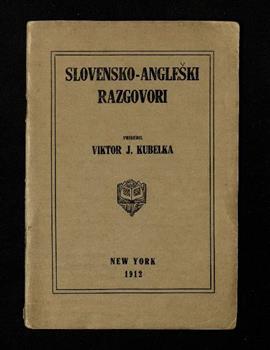 SLOVENSKO-ANGLEŠKI
RAZGOVORI
PRIREDIL
VIKTOR J. KUBELKA
NEW YORK
1912